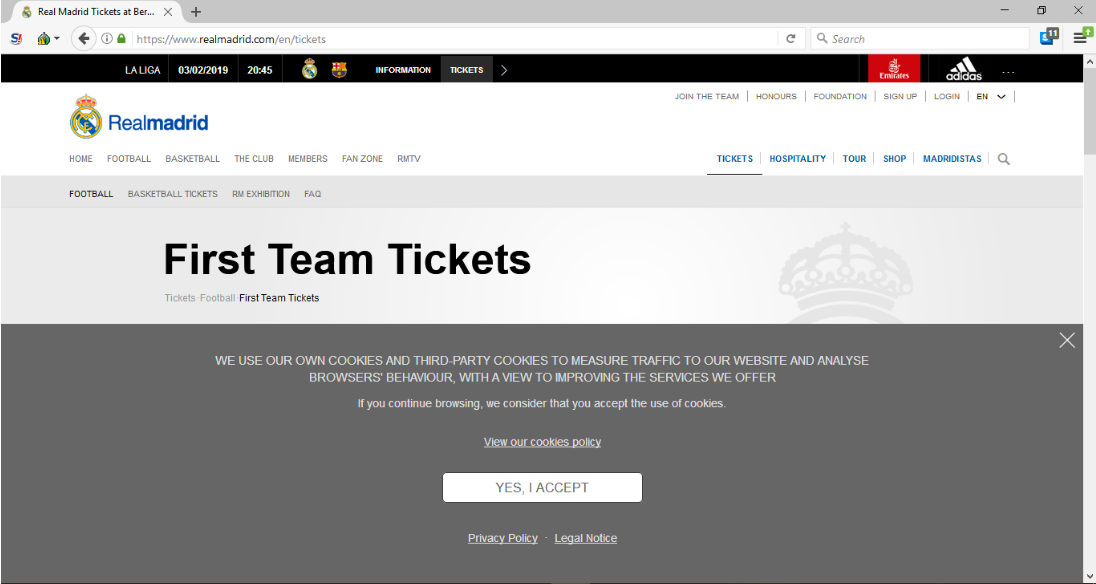 Real Madrid Tickets at Ber...
https://www.realmadrid.com/en/tickets
Search
11
LA LIGA 03/02/2019 20:45 INFORMATION TICKETS Emirates adidas ...
JOIN THE TEAM HONOURS FOUNDATION SIGN UP LOGIN EN
Realmadrid
HOME FOOTBALL BASKETBALL THE CLUB MEMBERS FAN ZONE RMTV TICKETS HOSPITALITY TOUR SHOP MADRIDISTAS
FOOTBALL BASKETBALL TICKETS RM EXHIBITION FAQ
First Team Tickets
Tickets · Football · First Team Tickets
WE USE OUR OWN COOKIES AND THIRD-PARTY COOKIES TO MEASURE TRAFFIC TO OUR WEBSITE AND ANALYSE
BROWSERS' BEHAVIOUR, WITH A VIEW TO IMPROVING THE SERVICES WE OFFER
If you continue browsing, we consider that you accept the use of cookies.
View our cookies policy
YES, I ACCEPT
Privacy Policy · Legal Notice